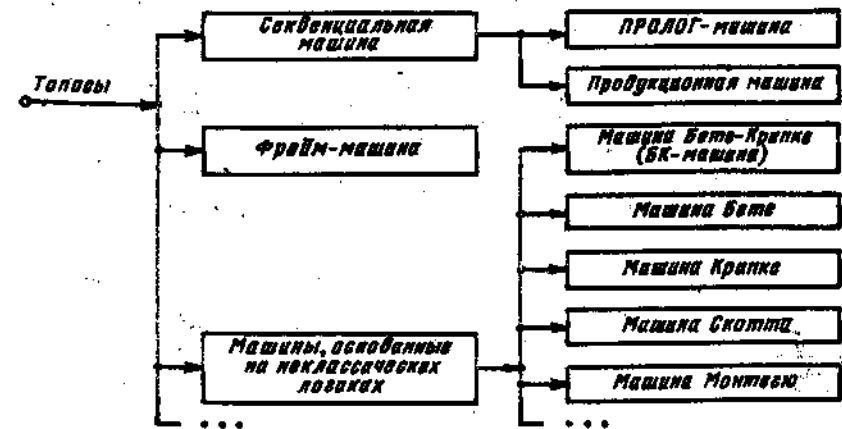 Топосы
Секвенциальная
машина
Фрейм-машина
Машины, основанные
на неклассических
логиках
. . .
ПРОЛОГ-машина
Продукционная машина
Машина Бете-Крипке
(БК-машина)
Машина Бете
Машина Крипке
Машина Скотта
Машина Монтегю
. . .